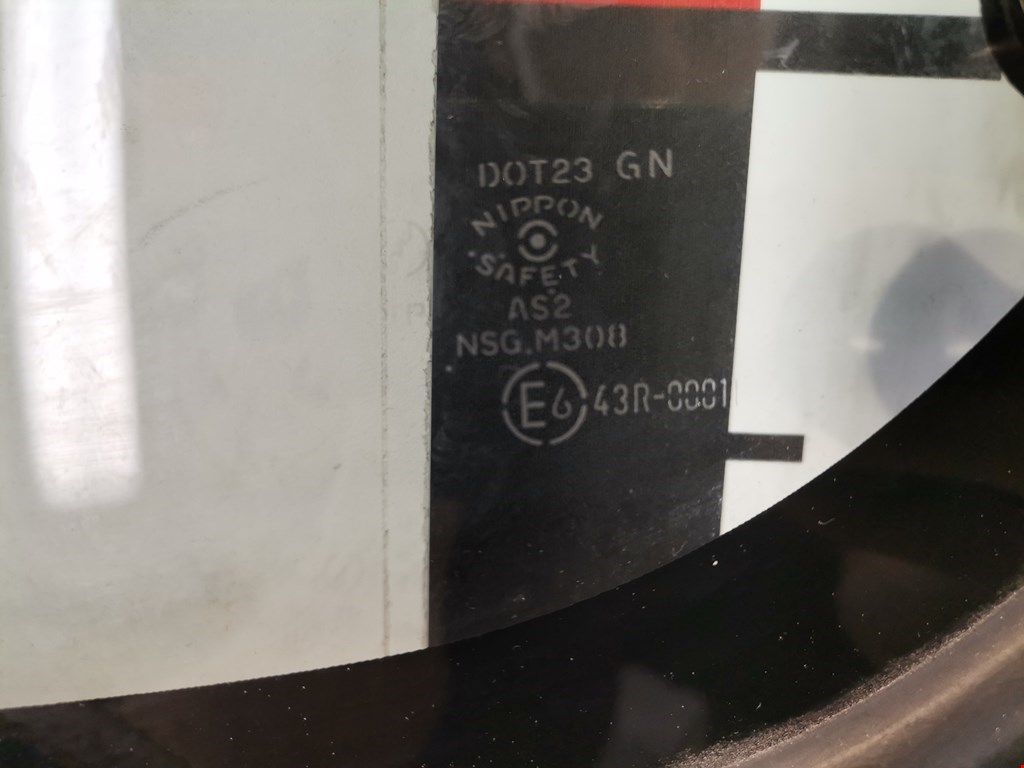 DOT23 GN
NIPPON
SAFETY
AS2
NSG.M308
E6 43R-0001